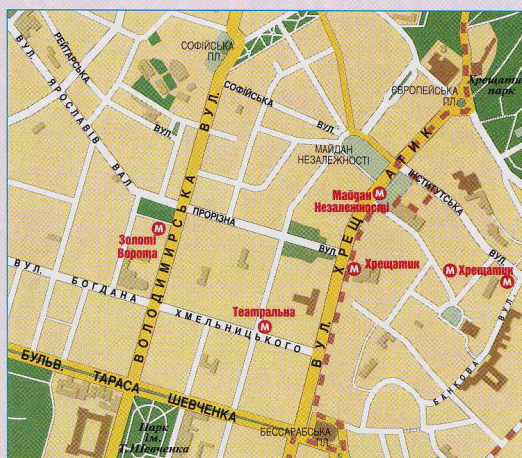 СОФІЙСЬКА
ПЛ.
ВУЛ. РЕЙТАРСЬКА
ВУЛ. ЯРОСЛАВІВ ВАЛ
СОФІЙСЬКА ВУЛ.
ЄВРОПЕЙСЬКА
ПЛ.
Хрещати
парк
МАЙДАН
НЕЗАЛЕЖНОСТІ
Майдан
Незалежності
М
ІНСТИТУТСЬКА ВУЛ.
ВУЛ. ХРЕЩАТИК
ВОЛОДИМИРСЬКА ВУЛ.
ПРОРІЗНА ВУЛ.
М
Золоті
Ворота
М Хрещатик
М Хрещатик М
Театральна
М
ВУЛ. БОГДАНА ХМЕЛЬНИЦЬКОГО
БАНКОВА ВУЛ.
БУЛЬВ. ТАРАСА ШЕВЧЕНКА
БЕССАРАБСЬКА
ПЛ.
Парк
ім.
Т.Шевченка